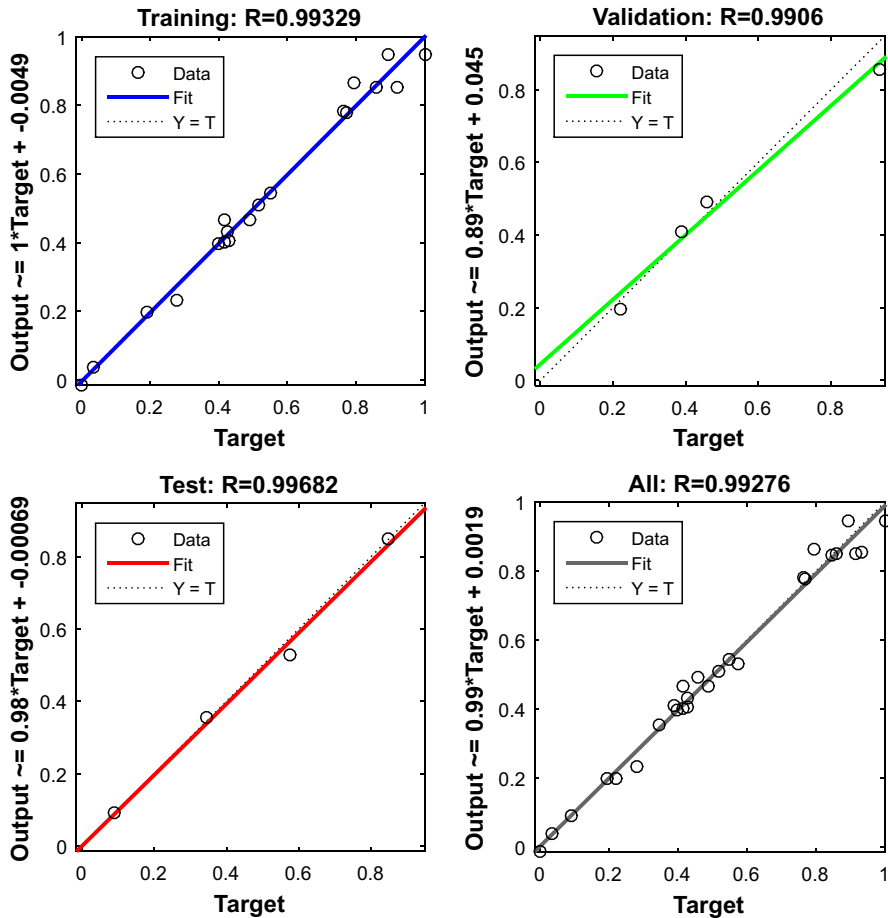 Training: R=0.99329
Output ~= 1*Target + -0.0049
1
0.8
0.6
0.4
0.2
0
Data
Fit
Y = T
0
0.2
0.4
0.6
0.8
1
Target
Validation: R=0.9906
Output ~= 0.89*Target + 0.045
0.8
0.6
0.4
0.2
0
Data
Fit
Y = T
0
0.2
0.4
0.6
0.8
Target
Test: R=0.99682
Output ~= 0.98*Target + -0.00069
0.8
0.6
0.4
0.2
0
Data
Fit
Y = T
0
0.2
0.4
0.6
0.8
Target
All: R=0.99276
Output ~= 0.99*Target + 0.0019
1
0.8
0.6
0.4
0.2
0
Data
Fit
Y = T
0
0.2
0.4
0.6
0.8
1
Target